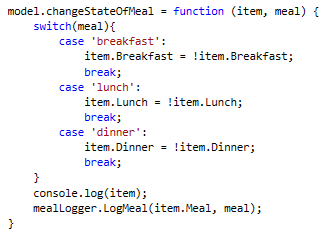 model.changeStateOfMeal = function (item, meal) {
    switch(meal){
        case 'breakfast':
            item.Breakfast = !item.Breakfast;
            break;
        case 'lunch':
            item.Lunch = !item.Lunch;
            break;
        case 'dinner':
            item.Dinner = !item.Dinner;
            break;
    }
    console.log(item);
    mealLogger.LogMeal(item.Meal, meal);
}